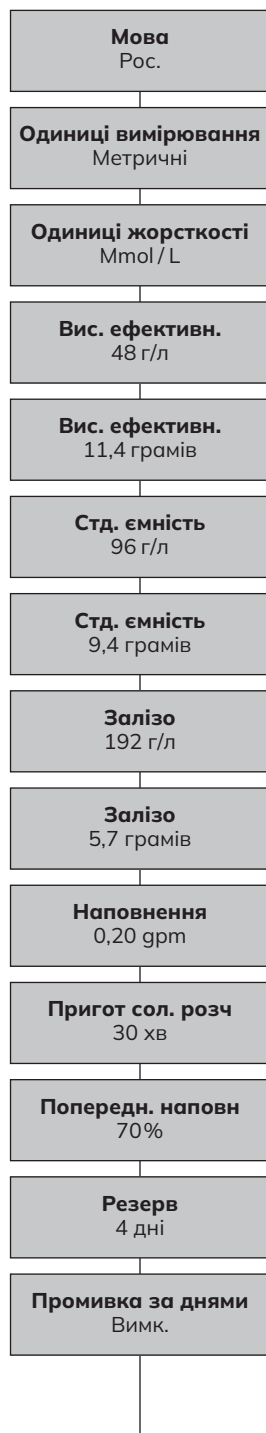 Мова
Рос.
Одиниці вимірювання
Метричні
Одиниці жорсткості
Mmol / L
Вис. ефективн.
48 г/л
Вис. ефективн.
11,4 грамів
Стд. ємність
96 г/л
Стд. ємність
9,4 грамів
Залізо
192 г/л
Залізо
5,7 грамів
Наповнення
0,20 gpm
Пригот сол. розч
30 хв
Попередн. наповн
70%
Резерв
4 дні
Промивка за днями
Вимк.